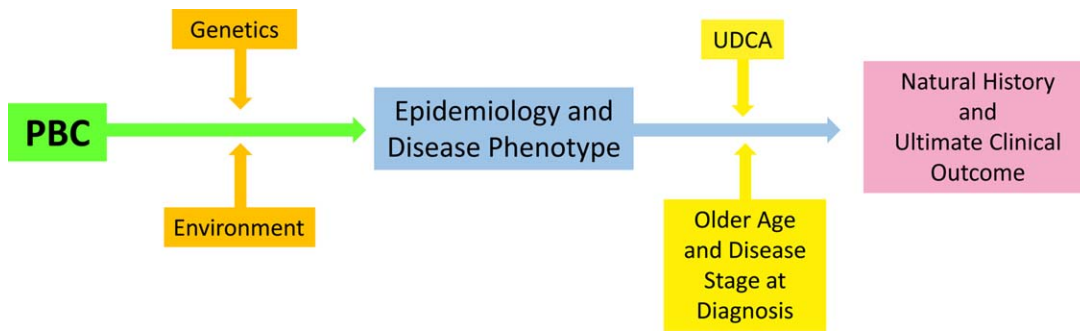 Genetics
PBC
Environment
Epidemiology and
Disease Phenotype
UDCA
Older Age
and Disease
Stage at
Diagnosis
Natural History
and
Ultimate Clinical
Outcome